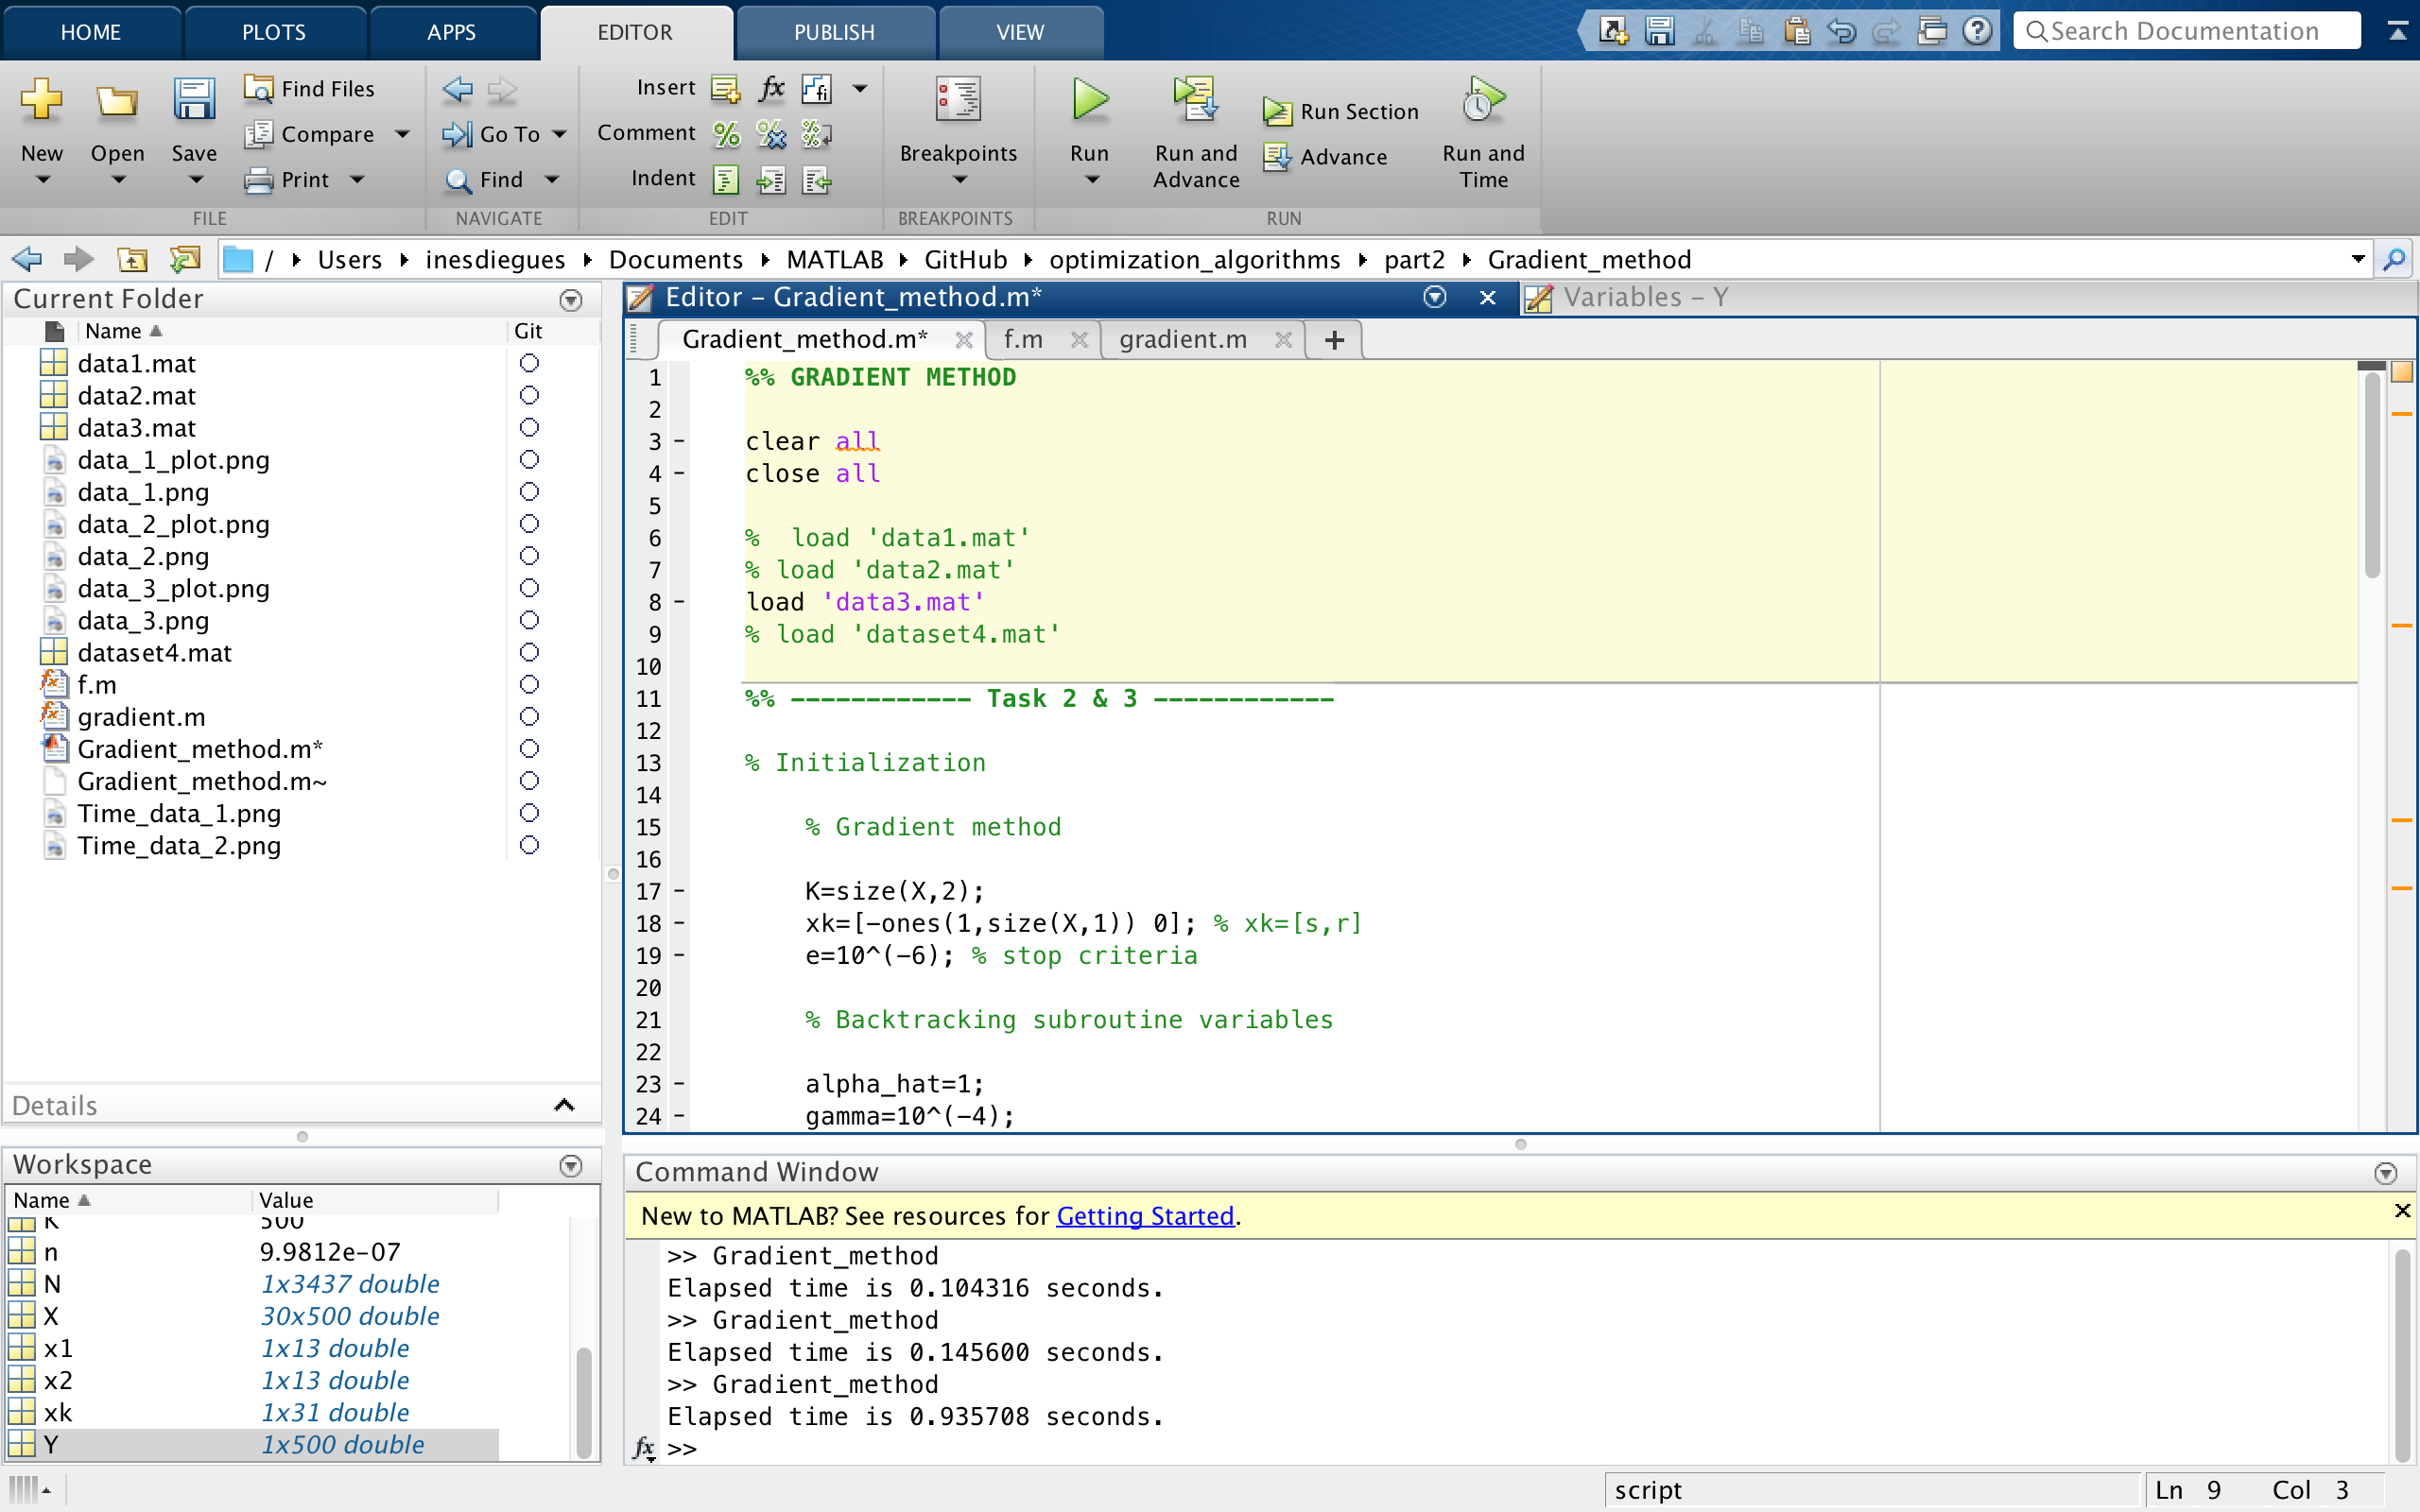 HOME PLOTS APPS EDITOR PUBLISH VIEW Search Documentation
New Open Save Find Files Compare Print
FILE
Go To Find
NAVIGATE
Insert fx fi
Comment % % %
Indent
EDIT
Breakpoints
BREAKPOINTS
Run Run and Advance Run Section Advance Run and Time
RUN
/ Users inesdiegues Documents MATLAB GitHub optimization_algorithms part2 Gradient_method
Current Folder
Name Git
data1.mat
data2.mat
data3.mat
data_1_plot.png
data_1.png
data_2_plot.png
data_2.png
data_3_plot.png
data_3.png
dataset4.mat
f.m
gradient.m
Gradient_method.m*
Gradient_method.m~
Time_data_1.png
Time_data_2.png
Details
Workspace
Name Value
K 500
n 9.9812e-07
N 1x3437 double
X 30x500 double
x1 1x13 double
x2 1x13 double
xk 1x31 double
Y 1x500 double
Editor - Gradient_method.m*
Variables - Y
Gradient_method.m* f.m gradient.m +
1 %% GRADIENT METHOD
2
3 - clear all
4 - close all
5
6 %  load 'data1.mat'
7 % load 'data2.mat'
8 - load 'data3.mat'
9 % load 'dataset4.mat'
10
11 %% ------------ Task 2 & 3 ------------
12
13 % Initialization
14
15 % Gradient method
16
17 - K=size(X,2);
18 - xk=[-ones(1,size(X,1)) 0]; % xk=[s,r]
19 - e=10^(-6); % stop criteria
20
21 % Backtracking subroutine variables
22
23 - alpha_hat=1;
24 - gamma=10^(-4);
Command Window
New to MATLAB? See resources for Getting Started.
>> Gradient_method
Elapsed time is 0.104316 seconds.
>> Gradient_method
Elapsed time is 0.145600 seconds.
>> Gradient_method
Elapsed time is 0.935708 seconds.
fx >>
script Ln 9 Col 3